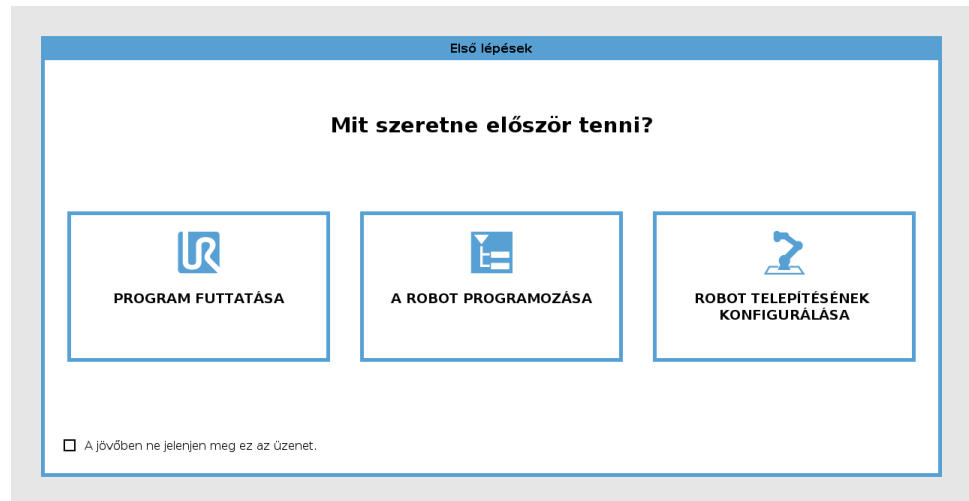 Első lépések
Mit szeretne először tenni?
PROGRAM FUTTATÁSA
A ROBOT PROGRAMOZÁSA
ROBOT TELEPÍTÉSÉNEK
KONFIGURÁLÁSA
A jövőben ne jelenjen meg ez az üzenet.